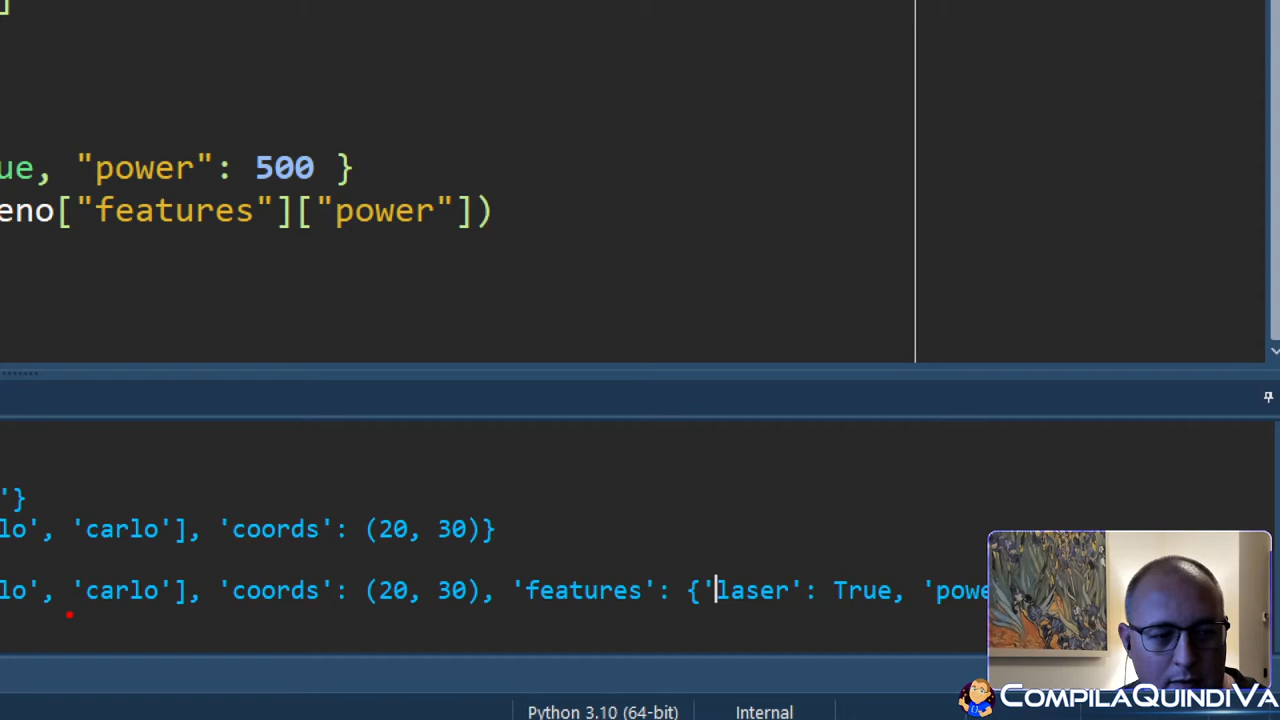 ]
ue, "power": 500 }
eno["features"]["power"])
'}
lo', 'carlo'], 'coords': (20, 30)}
lo', 'carlo'], 'coords': (20, 30), 'features': {'laser': True, 'powe
CompilaQuindiVa
Python 3.10 (64-bit)
Internal